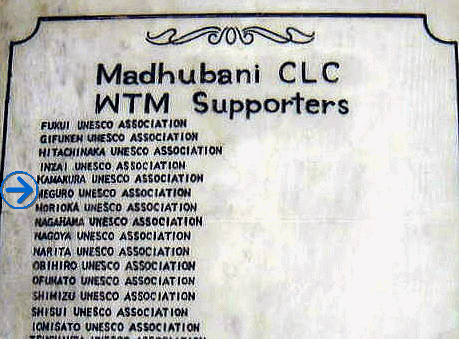 Madhubani CLC
WTM Supporters
FUKUI UNESCO ASSOCIATION
GIFUKEN UNESCO ASSOCIATION
HITACHINAKA UNESCO ASSOCIATION
INZAI UNESCO ASSOCIATION
KAMAKURA UNESCO ASSOCIATION
MEGURO UNESCO ASSOCIATION
MORIOKA UNESCO ASSOCIATION
NAGAHAMA UNESCO ASSOCIATION
NAGOYA UNESCO ASSOCIATION
NARITA UNESCO ASSOCIATION
OBIHIRO UNESCO ASSOCIATION
OFUNATO UNESCO ASSOCIATION
SHIMIZU UNESCO ASSOCIATION
SHISUI UNESCO ASSOCIATION
UNESCO ASSOCIATION